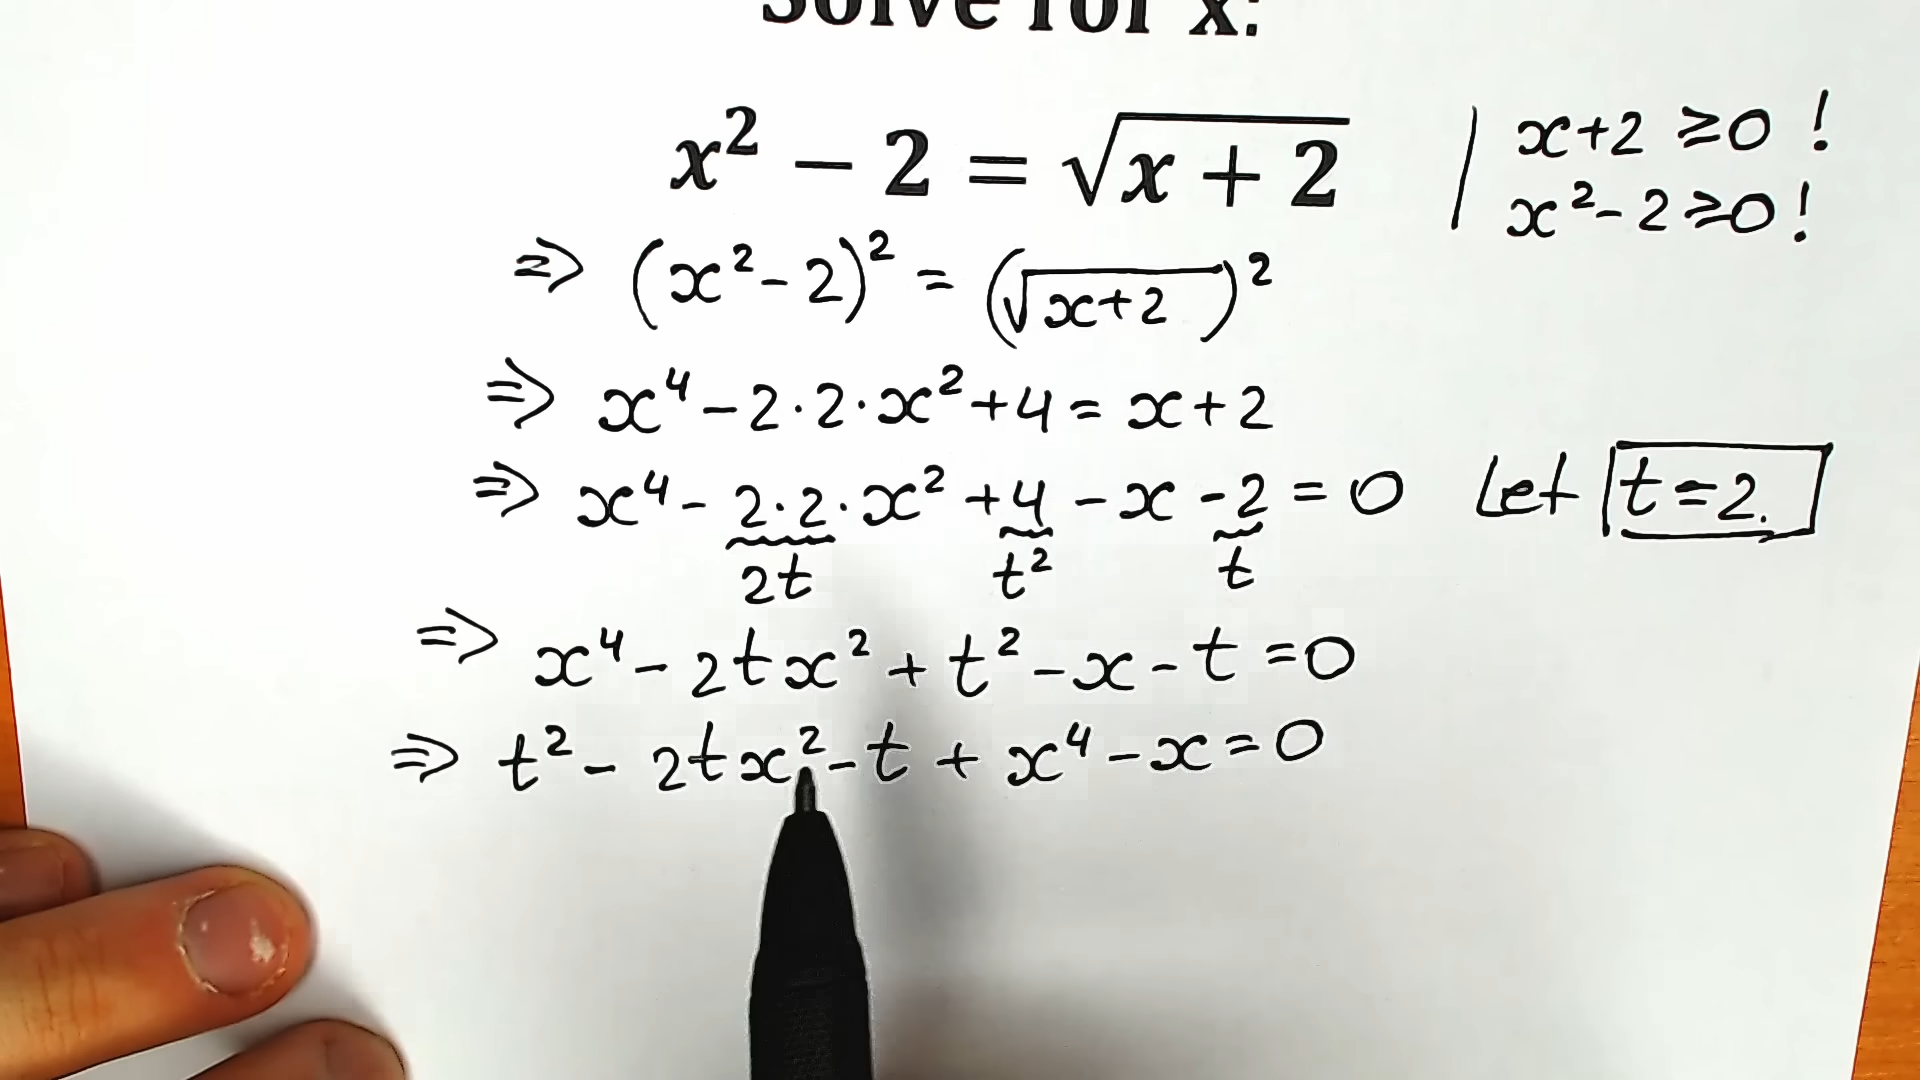 Solve for x:
x² − 2 = √(x + 2) | x+2 ≥0 !
x²-2≥0!
=> (x²-2)² = (√(x+2))²
=> x⁴-2·2·x²+4= x+2
=> x⁴- 2·2·x² +4 -x -2 =0 Let t=2.
2t t² t
=> x⁴- 2tx² + t² -x- t =0
=> t²- 2tx²-t + x⁴-x=0